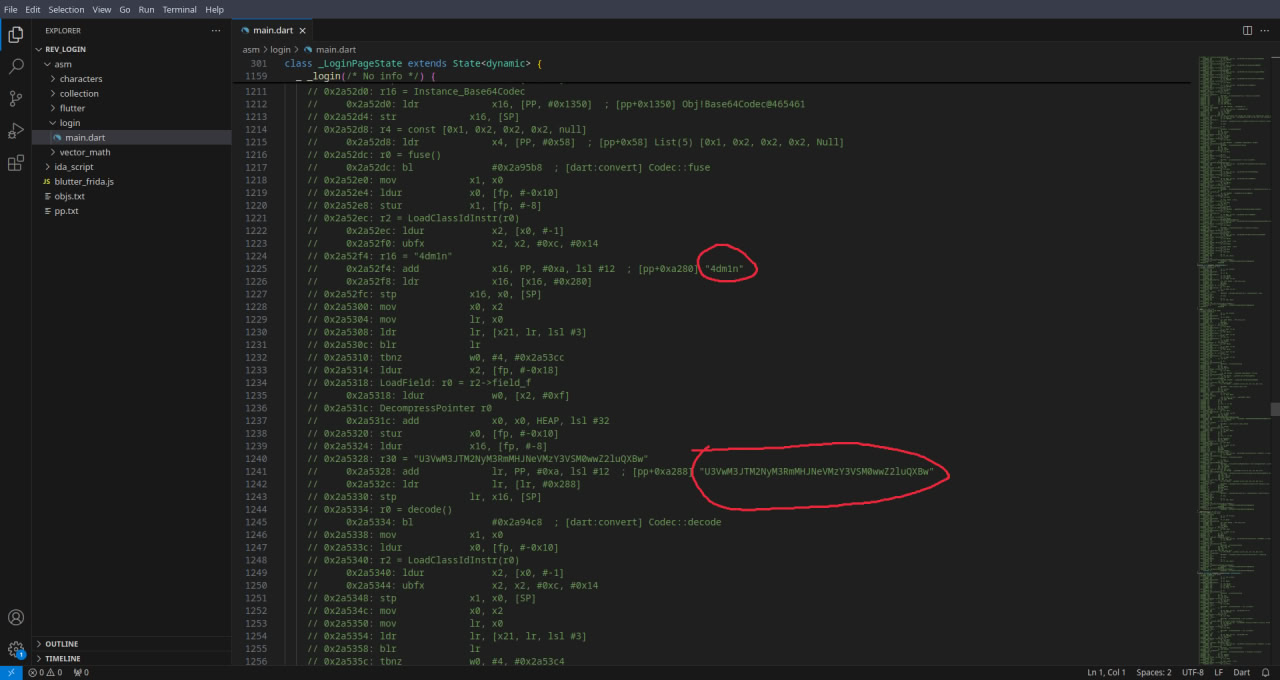 File Edit Selection View Go Run Terminal Help
EXPLORER
REV_LOGIN
asm
characters
collection
flutter
login
main.dart
vector_math
ida_script
JS blutter_frida.js
objs.txt
pp.txt
OUTLINE
TIMELINE
main.dart
asm > login > main.dart
301 class _LoginPageState extends State<dynamic> {
1159 _ _login(/* No info */) {
1211 // 0x2a52d0: r16 = Instance_Base64Codec
1212 // 0x2a52d0: ldr x16, [PP, #0x1350] ; [pp+0x1350] Obj!Base64Codec@465461
1213 // 0x2a52d4: str x16, [SP]
1214 // 0x2a52d8: r4 = const [0x1, 0x2, 0x2, 0x2, null]
1215 // 0x2a52d8: ldr x4, [PP, #0x58] ; [pp+0x58] List(5) [0x1, 0x2, 0x2, 0x2, Null]
1216 // 0x2a52dc: r0 = fuse()
1217 // 0x2a52dc: bl #0x2a95b8 ; [dart:convert] Codec::fuse
1218 // 0x2a52e0: mov x1, x0
1219 // 0x2a52e4: ldur x0, [fp, #-0x10]
1220 // 0x2a52e8: stur x1, [fp, #-8]
1221 // 0x2a52ec: r2 = LoadClassIdInstr(r0)
1222 // 0x2a52ec: ldur x2, [x0, #-1]
1223 // 0x2a52f0: ubfx x2, x2, #0xc, #0x14
1224 // 0x2a52f4: r16 = "4dm1n"
1225 // 0x2a52f4: add x16, PP, #0xa, lsl #12 ; [pp+0xa280] "4dm1n"
1226 // 0x2a52f8: ldr x16, [x16, #0x280]
1227 // 0x2a52fc: stp x16, x0, [SP]
1228 // 0x2a5300: mov x0, x2
1229 // 0x2a5304: mov lr, x0
1230 // 0x2a5308: ldr lr, [x21, lr, lsl #3]
1231 // 0x2a530c: blr lr
1232 // 0x2a5310: tbnz w0, #4, #0x2a53cc
1233 // 0x2a5314: ldur x2, [fp, #-0x18]
1234 // 0x2a5318: LoadField: r0 = r2->field_f
1235 // 0x2a5318: ldur w0, [x2, #0xf]
1236 // 0x2a531c: DecompressPointer r0
1237 // 0x2a531c: add x0, x0, HEAP, lsl #32
1238 // 0x2a5320: stur x0, [fp, #-0x10]
1239 // 0x2a5324: ldur x16, [fp, #-8]
1240 // 0x2a5328: r30 = "U3VwM3JTM2NyM3RmMHJNeVMzY3VSM0wwZ2luQXBw"
1241 // 0x2a5328: add lr, PP, #0xa, lsl #12 ; [pp+0xa288] "U3VwM3JTM2NyM3RmMHJNeVMzY3VSM0wwZ2luQXBw"
1242 // 0x2a532c: ldr lr, [lr, #0x288]
1243 // 0x2a5330: stp lr, x16, [SP]
1244 // 0x2a5334: r0 = decode()
1245 // 0x2a5334: bl #0x2a94c8 ; [dart:convert] Codec::decode
1246 // 0x2a5338: mov x1, x0
1247 // 0x2a533c: ldur x0, [fp, #-0x10]
1248 // 0x2a5340: r2 = LoadClassIdInstr(r0)
1249 // 0x2a5340: ldur x2, [x0, #-1]
1250 // 0x2a5344: ubfx x2, x2, #0xc, #0x14
1251 // 0x2a5348: stp x1, x0, [SP]
1252 // 0x2a534c: mov x0, x2
1253 // 0x2a5350: mov lr, x0
1254 // 0x2a5354: ldr lr, [x21, lr, lsl #3]
1255 // 0x2a5358: blr lr
1256 // 0x2a535c: tbnz w0, #4, #0x2a53c4
1
0 0 0 Ln 1, Col 1 Spaces: 2 UTF-8 LF Dart